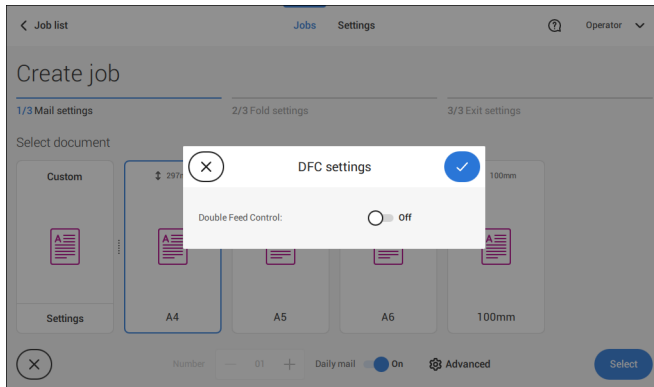 Job list
Jobs
Settings
Operator
Create job
1/3 Mail settings
2/3 Fold settings
3/3 Exit settings
Select document
DFC settings
Double Feed Control:
Off
Custom
297
100mm
Settings
A4
A5
A6
100mm
Number
01
Daily mail
On
Advanced
Select